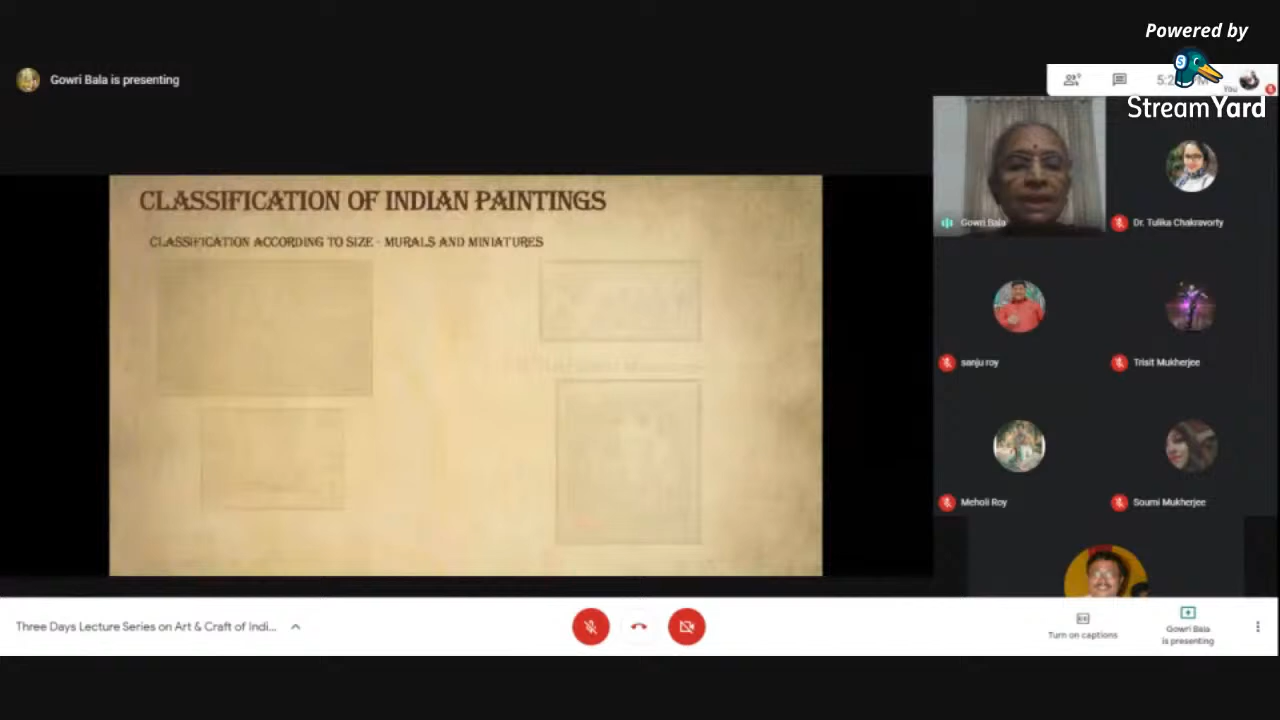 Powered by
StreamYard
Gowri Bala is presenting
You
CLASSIFICATION OF INDIAN PAINTINGS
CLASSIFICATION ACCORDING TO SIZE - MURALS AND MINIATURES
Gowri Bala
Dr. Tulika Chakravorty
sanju roy
Trisit Mukherjee
Meholi Roy
Soumi Mukherjee
Three Days Lecture Series on Art & Craft of Indi...
Turn on captions
Gowri Bala
is presenting